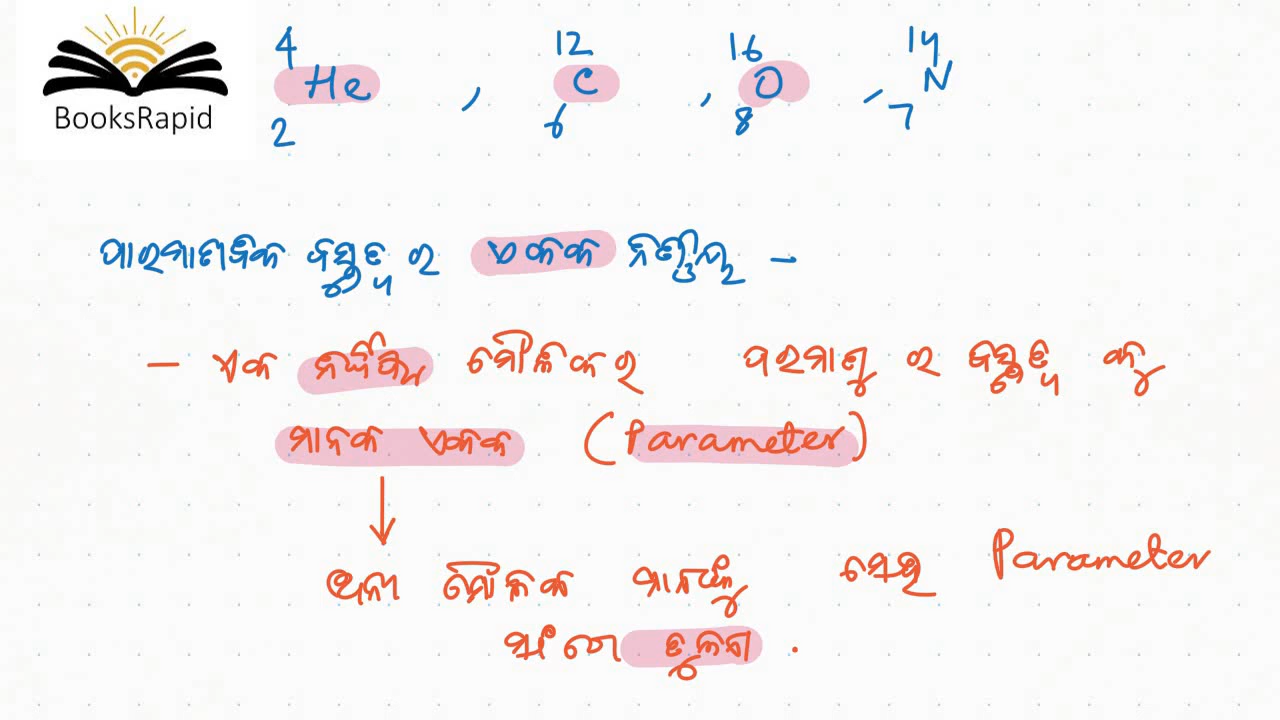 BooksRapid
4 12 16 14
He , C , O , N
2 6 8 7
ପାରମାଣବିକ ବସ୍ତୁତ୍ୱ ର ଏକକ ନିର୍ଣ୍ଣୟ -
- ଏକ ନିର୍ଦ୍ଦିଷ୍ଟ ମୌଳିକର ପରମାଣୁ ର ବସ୍ତୁତ୍ୱ କୁ
ମାନକ ଏକକ (Parameter)
ଅନ୍ୟ ମୌଳିକ ମାନଙ୍କୁ ସେହି Parameter
ସଂଗେ ତୁଳନା .